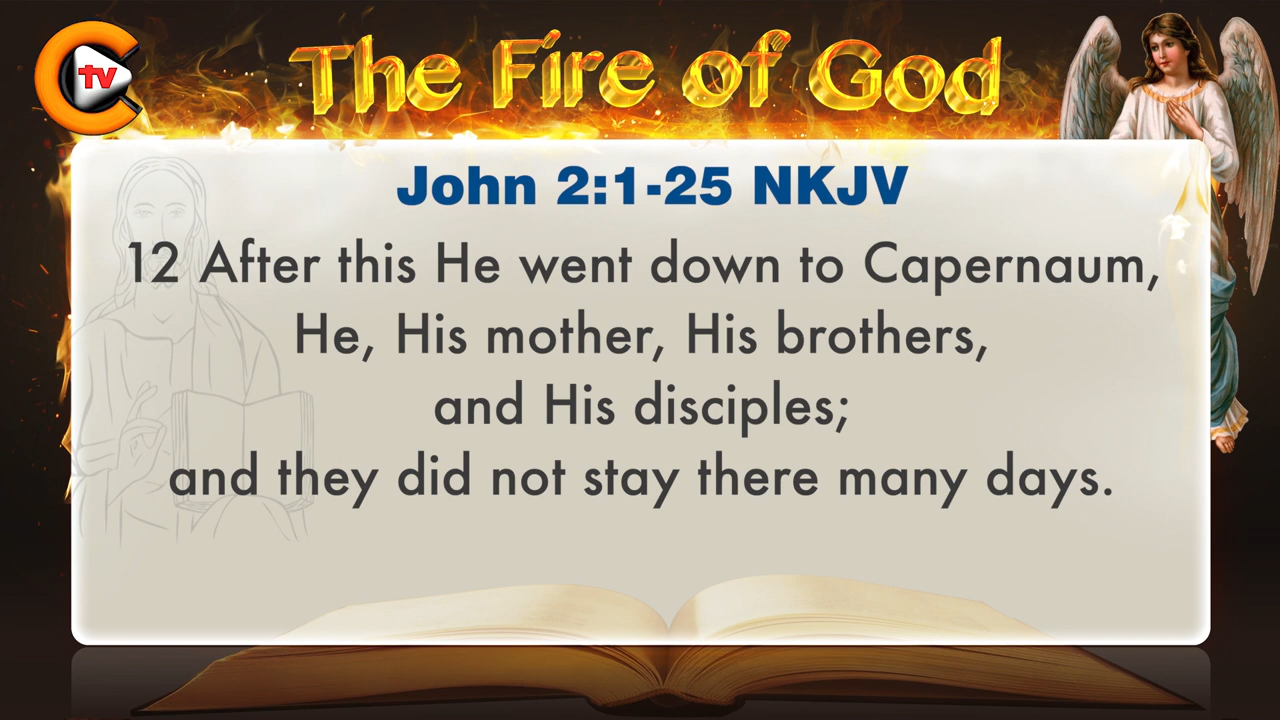 tv
The Fire of God
John 2:1-25 NKJV
12 After this He went down to Capernaum,
He, His mother, His brothers,
and His disciples;
and they did not stay there many days.